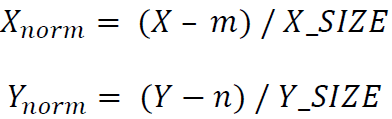 X_norm = (X – m) / X_SIZE
Y_norm = (Y − n) / Y_SIZE